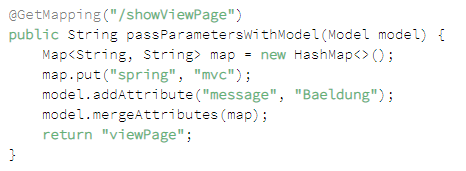 @GetMapping("/showViewPage")
public String passParametersWithModel(Model model) {
    Map<String, String> map = new HashMap<>();
    map.put("spring", "mvc");
    model.addAttribute("message", "Baeldung");
    model.mergeAttributes(map);
    return "viewPage";
}